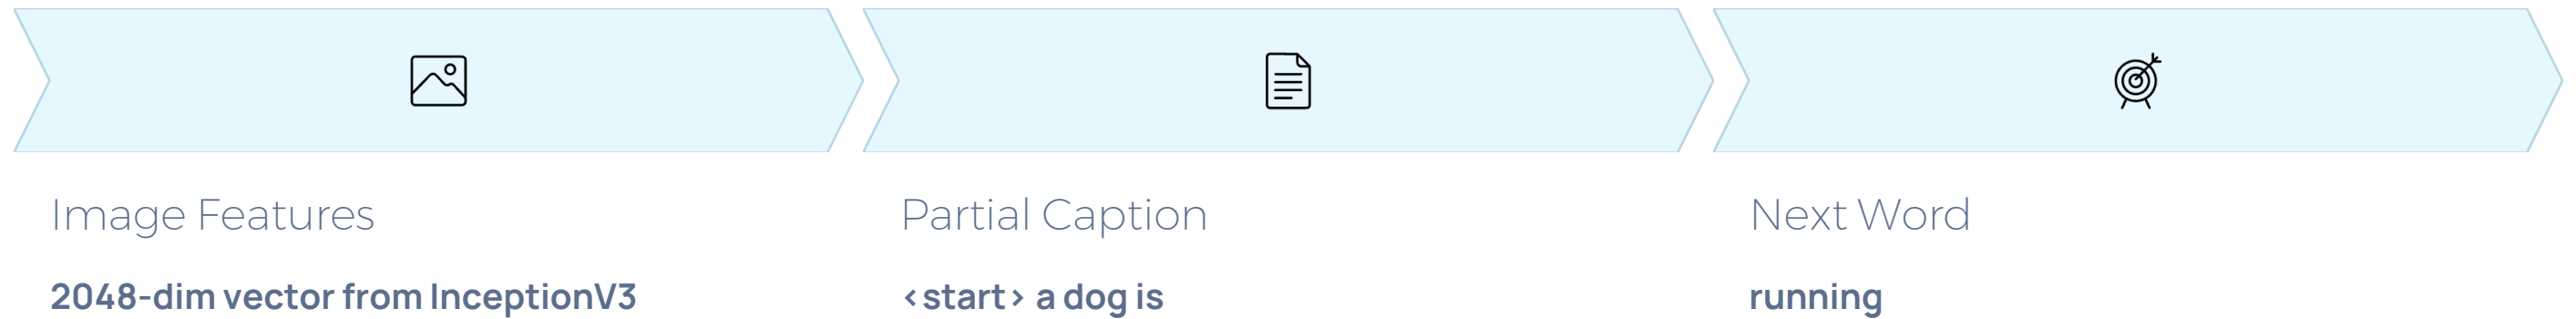 Image Features
2048-dim vector from InceptionV3
Partial Caption
<start> a dog is
Next Word
running